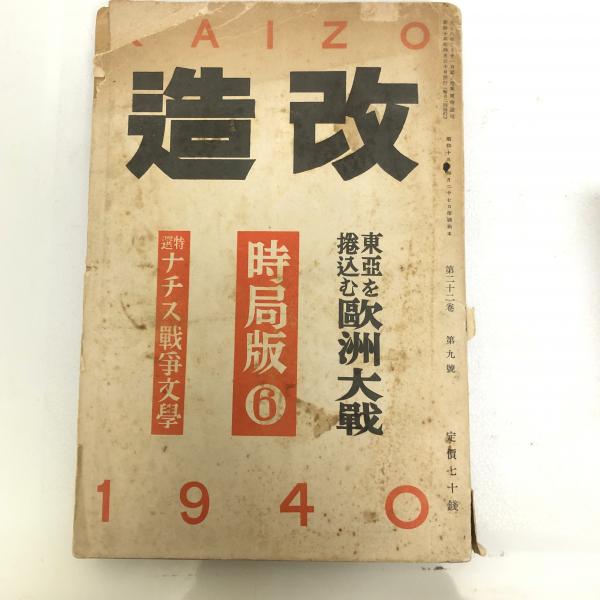 KAIZO
改造
東亞を
捲込む歐洲大戰
時局版
6
特選
ナチス戰爭文學
1940
第二十二卷 第九號
定價七十錢